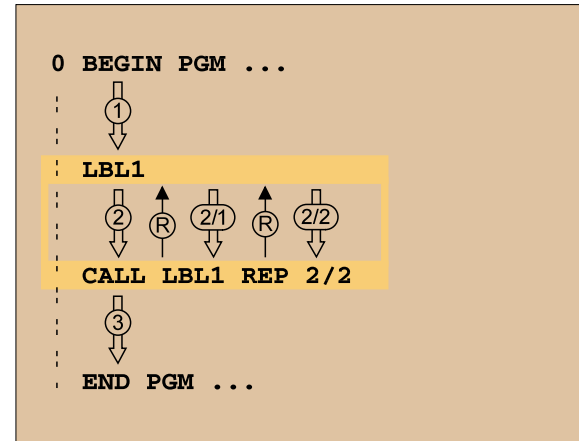 0 BEGIN PGM ...
1
LBL1
2 R 2/1 R 2/2
CALL LBL1 REP 2/2
3
END PGM ...